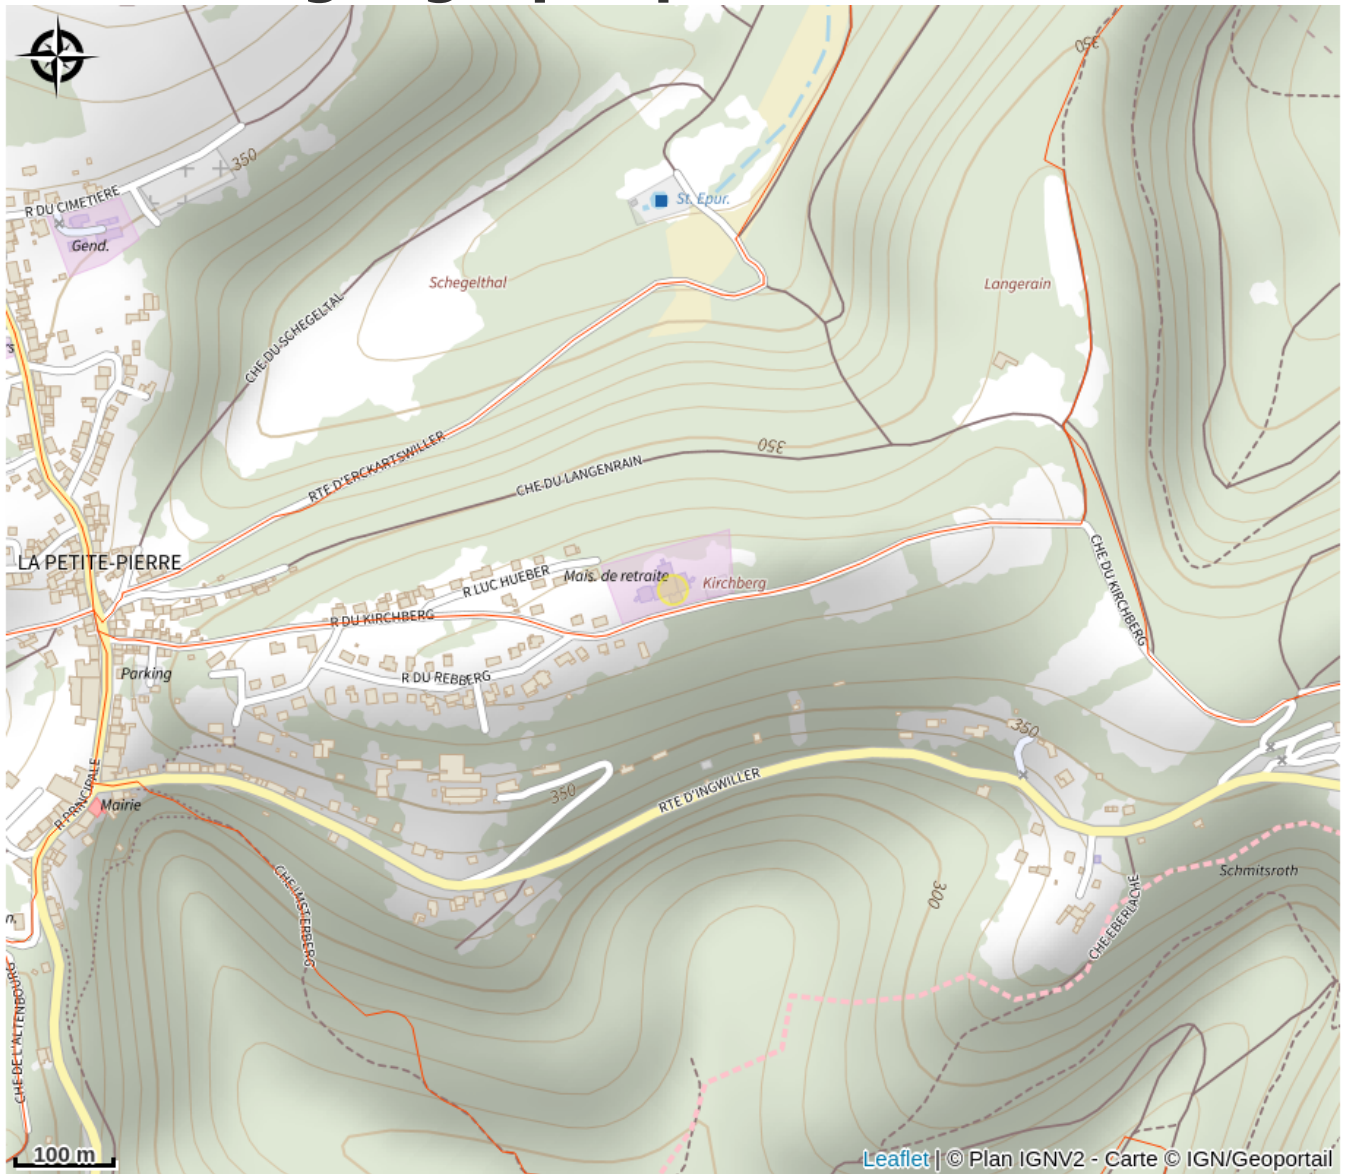 350
350
R DU CIMETIERE
St. Epur.
Gend.
Schegelthal
Langerain
CHE DU SCHEGELTAL
RTE D'ERCKARTSWILLER
350
CHE DU LANGENRAIN
LA PETITE-PIERRE
R LUC HUEBER
Mais. de retraite
Kirchberg
CHE DU KIRCHBERG
R DU KIRCHBERG
Parking
R DU REBBERG
350
R PRINCIPALE
Mairie
350
RTE D'INGWILLER
CHE IMSTERBERG
300
Schmitsroth
CHE EBERLACHE
n.
CHE DE L'ALTENBOURG
100 m
Leaflet | © Plan IGNV2 - Carte © IGN/Geoportail